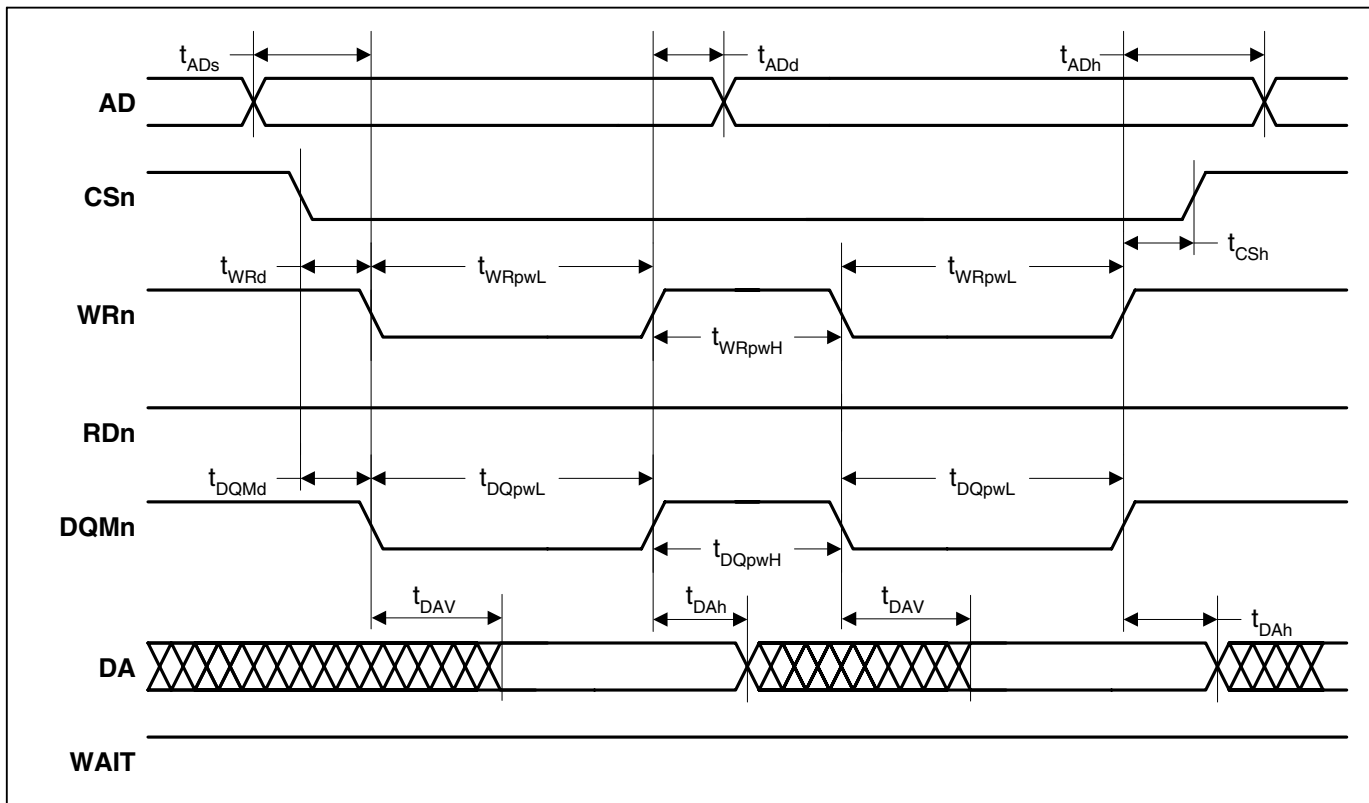 tADs
tADd
tADh
AD
CSn
tCSh
tWRd
tWRpwL
tWRpwL
WRn
tWRpwH
RDn
tDQMd
tDQpwL
tDQpwL
DQMn
tDQpwH
tDAV
tDAh
tDAV
tDAh
DA
WAIT